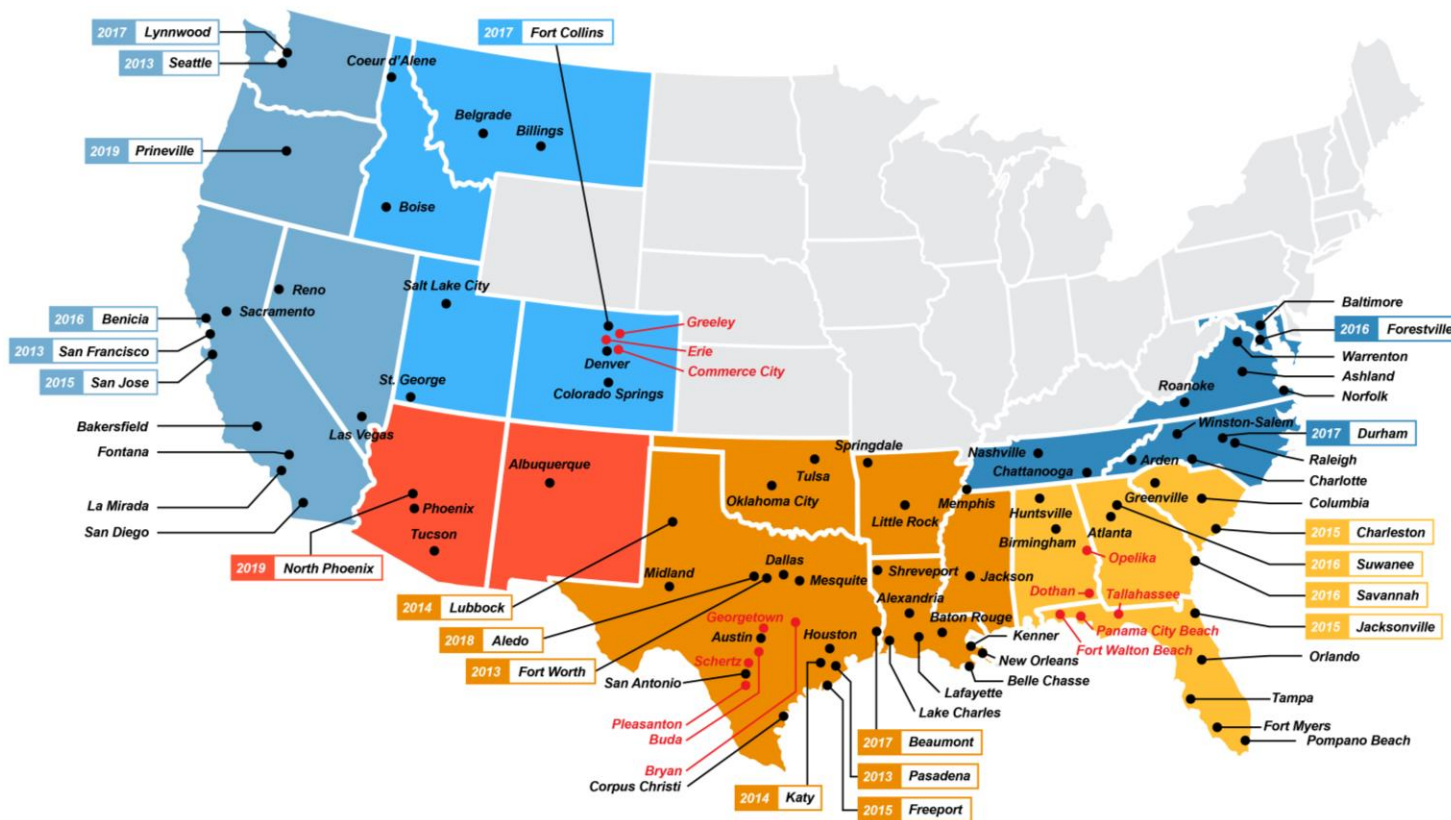 2017 Lynnwood
2013 Seattle
2017 Fort Collins
Coeur d'Alene
Belgrade
Billings
2019 Prineville
Boise
Salt Lake City
Reno
Sacramento
2016 Benicia
2013 San Francisco
2015 San Jose
Greeley
Erie
Denver
Commerce City
Colorado Springs
St. George
Las Vegas
Bakersfield
Fontana
La Mirada
San Diego
Baltimore
2016 Forestville
Warrenton
Ashland
Norfolk
Roanoke
Winston-Salem
2017 Durham
Raleigh
Charlotte
Columbia
Nashville
Chattanooga
Arden
Greenville
Memphis
Springdale
Tulsa
Oklahoma City
Little Rock
Albuquerque
Phoenix
Tucson
2019 North Phoenix
Huntsville
Birmingham
Atlanta
Opelika
2015 Charleston
2016 Suwanee
2016 Savannah
2015 Jacksonville
Dothan
Tallahassee
Panama City Beach
Fort Walton Beach
Orlando
Tampa
Fort Myers
Pompano Beach
Midland
Dallas
Mesquite
Shreveport
Jackson
Alexandria
Baton Rouge
Kenner
New Orleans
Belle Chasse
Lafayette
Lake Charles
2014 Lubbock
2018 Aledo
2013 Fort Worth
Georgetown
Austin
Houston
Schertz
San Antonio
Pleasanton
Buda
Bryan
Corpus Christi
2014 Katy
2017 Beaumont
2013 Pasadena
2015 Freeport